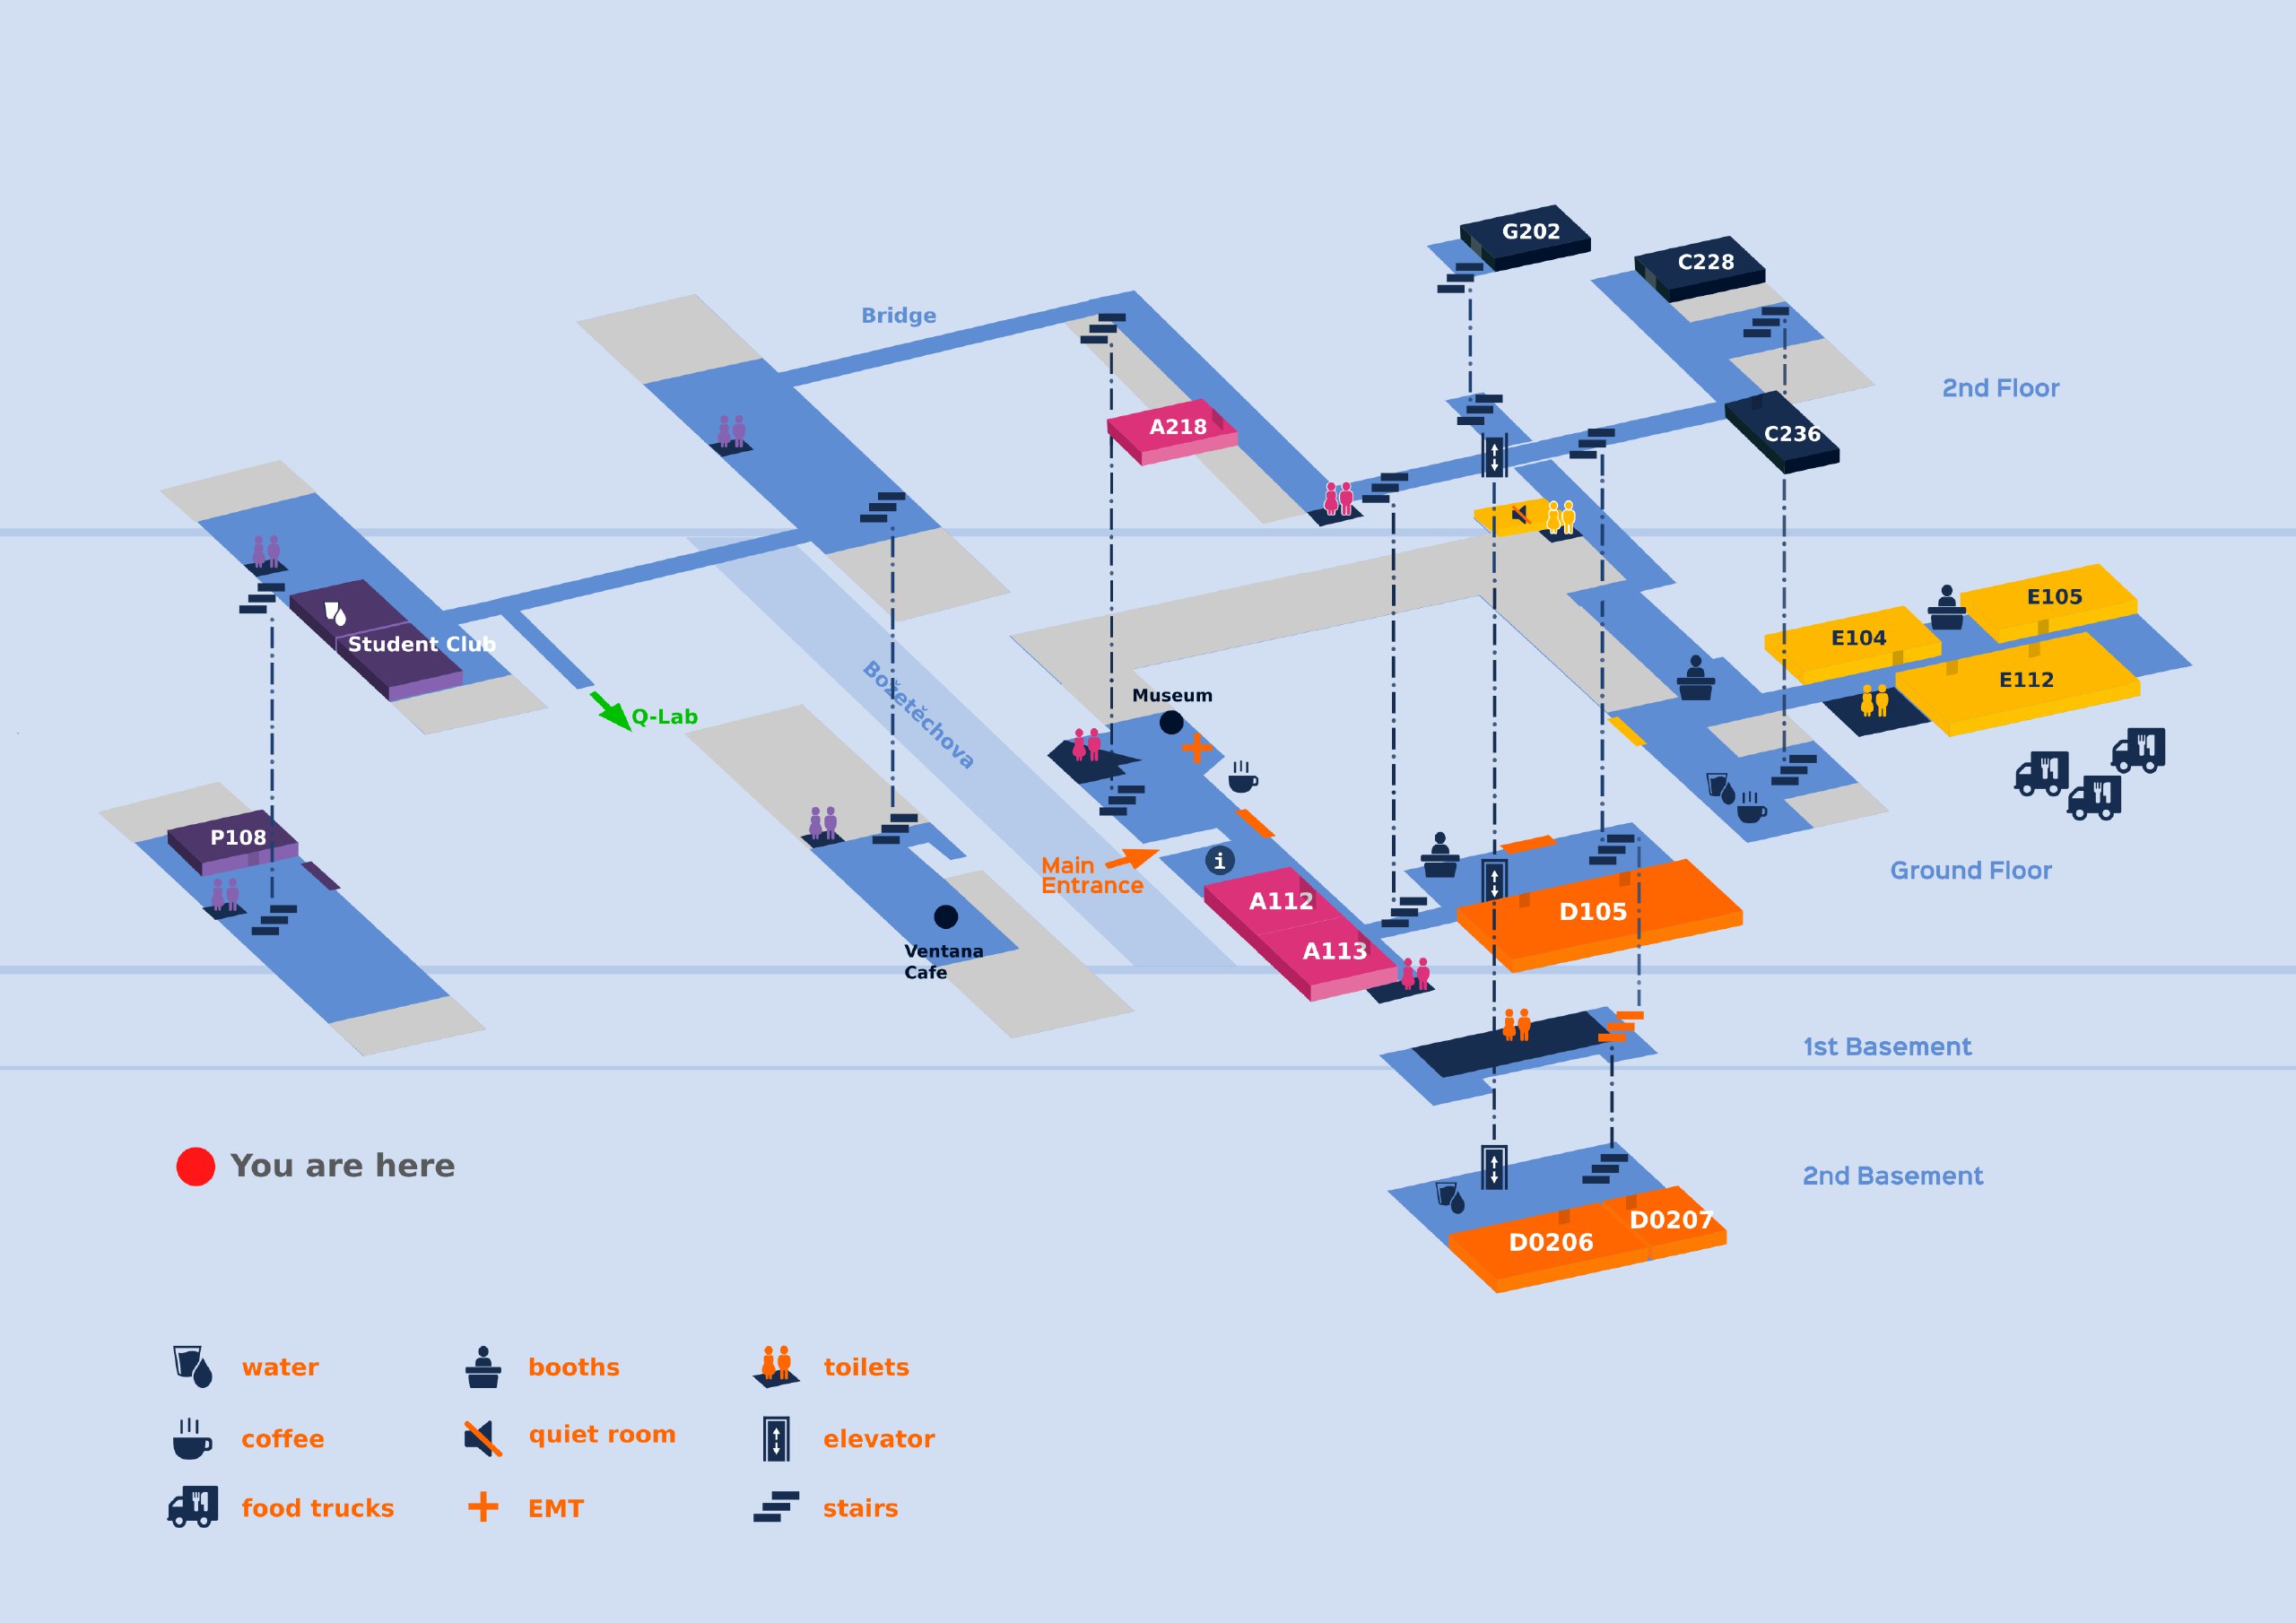 G202
C228
Bridge
2nd Floor
A218
C236
E105
E104
Student Club
E112
Museum
Božetěchova
Q-Lab
P108
Main
Entrance
i
Ground Floor
A112
D105
A113
Ventana
Cafe
1st Basement
You are here
2nd Basement
D0207
D0206
water
booths
toilets
coffee
quiet room
elevator
food trucks
EMT
stairs